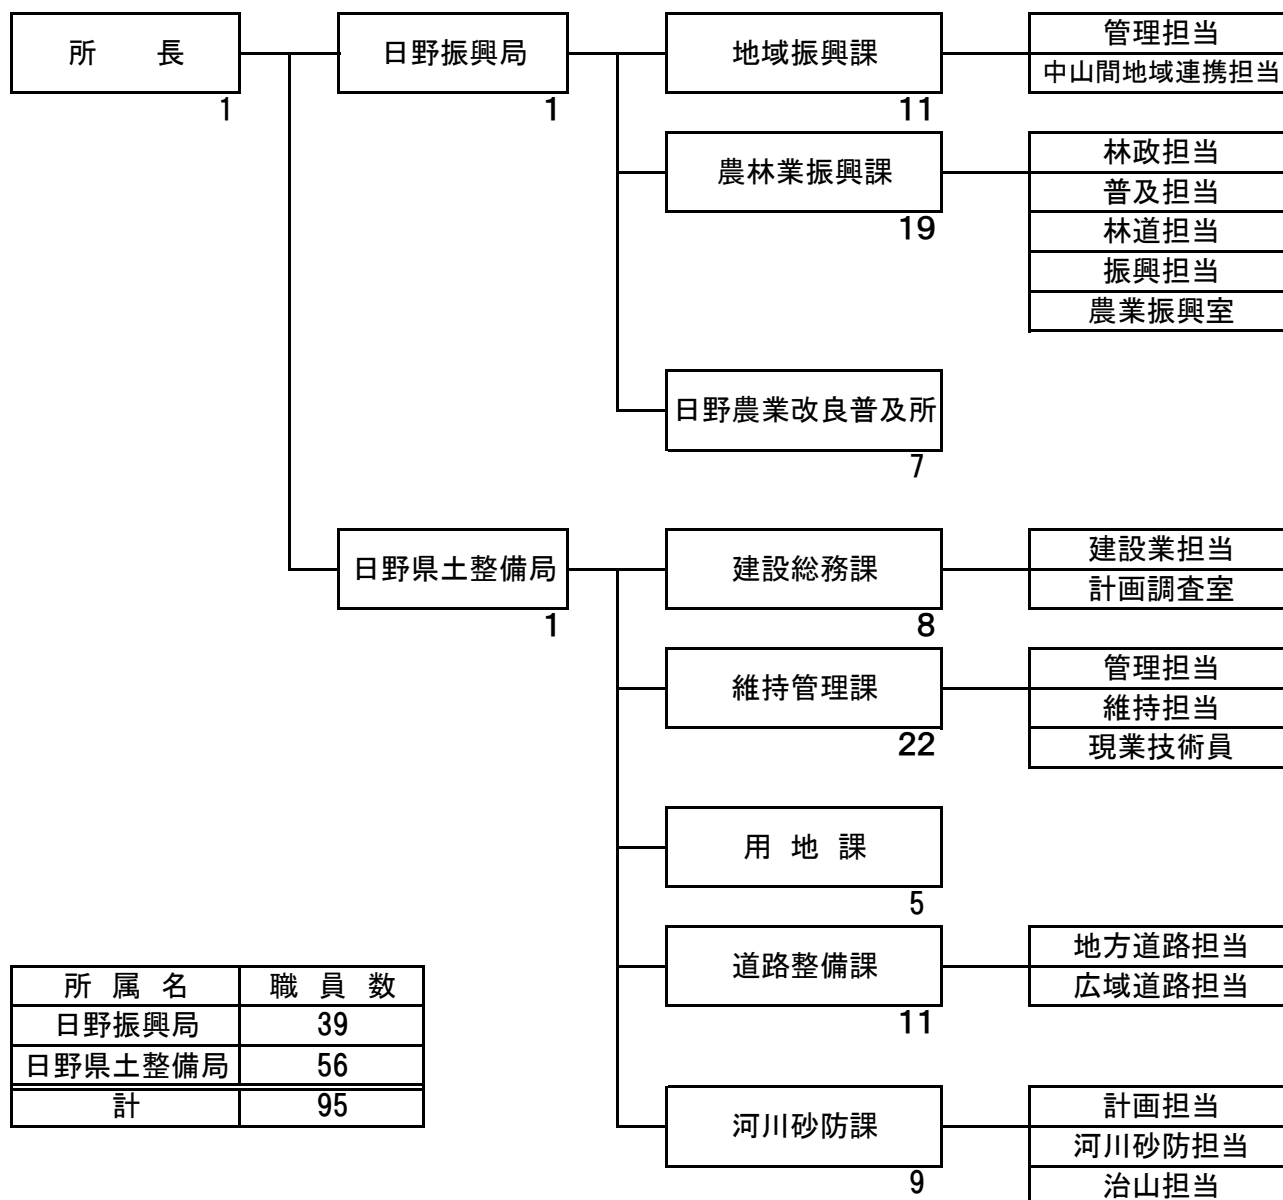 所　　長
1
日野振興局
1
地域振興課
11
管理担当
中山間地域連携担当
農林業振興課
19
林政担当
普及担当
林道担当
振興担当
農業振興室
日野農業改良普及所
7
日野県土整備局
1
建設総務課
8
建設業担当
計画調査室
維持管理課
22
管理担当
維持担当
現業技術員
用　地　課
5
道路整備課
11
地方道路担当
広域道路担当
河川砂防課
9
計画担当
河川砂防担当
治山担当
所　属　名　職　員　数
日野振興局　39
日野県土整備局　56
計　95